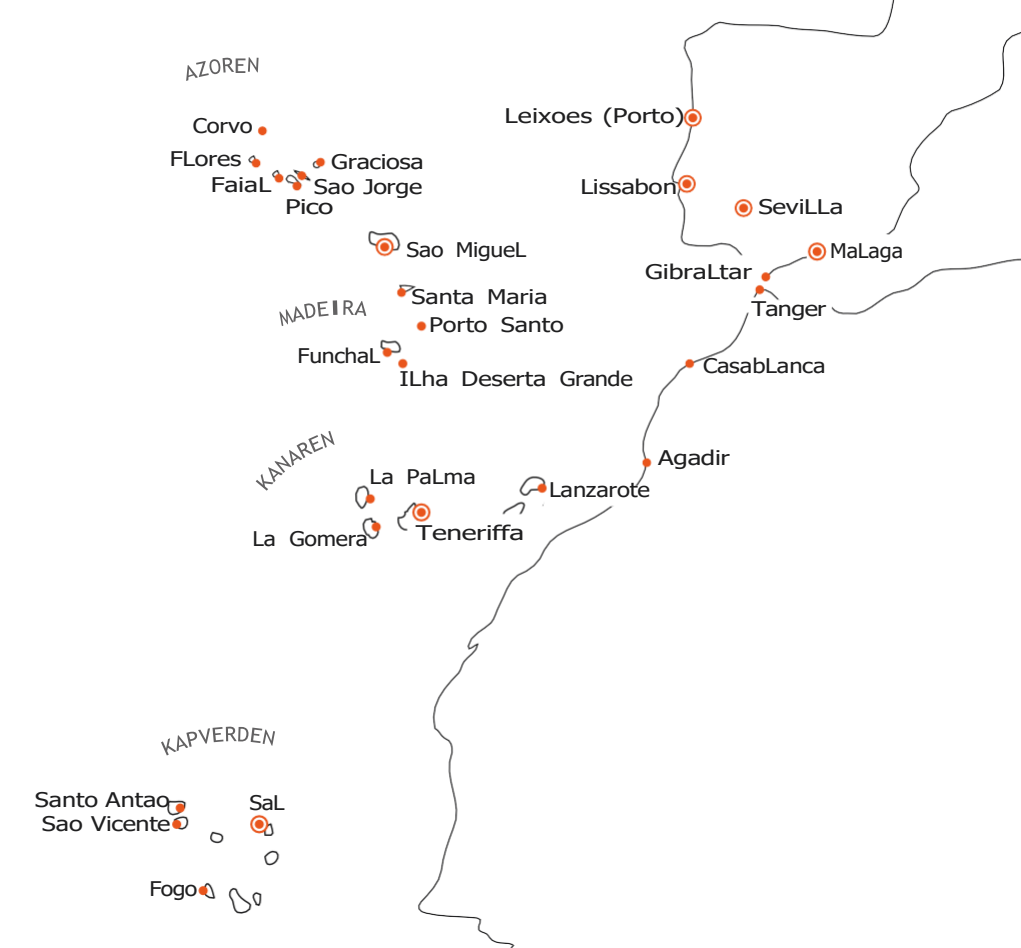 AZOREN
Corvo
FLores
Graciosa
FaiaL
Sao Jorge
Pico
Leixoes (Porto)
Lissabon
SeviLLa
Sao MigueL
MaLaga
GibraLtar
Santa Maria
Tanger
MADEIRA
Porto Santo
FunchaL
ILha Deserta Grande
CasabLanca
KANAREN
Agadir
La PaLma
Lanzarote
La Gomera
Teneriffa
KAPVERDEN
Santo Antao
SaL
Sao Vicente
Fogo